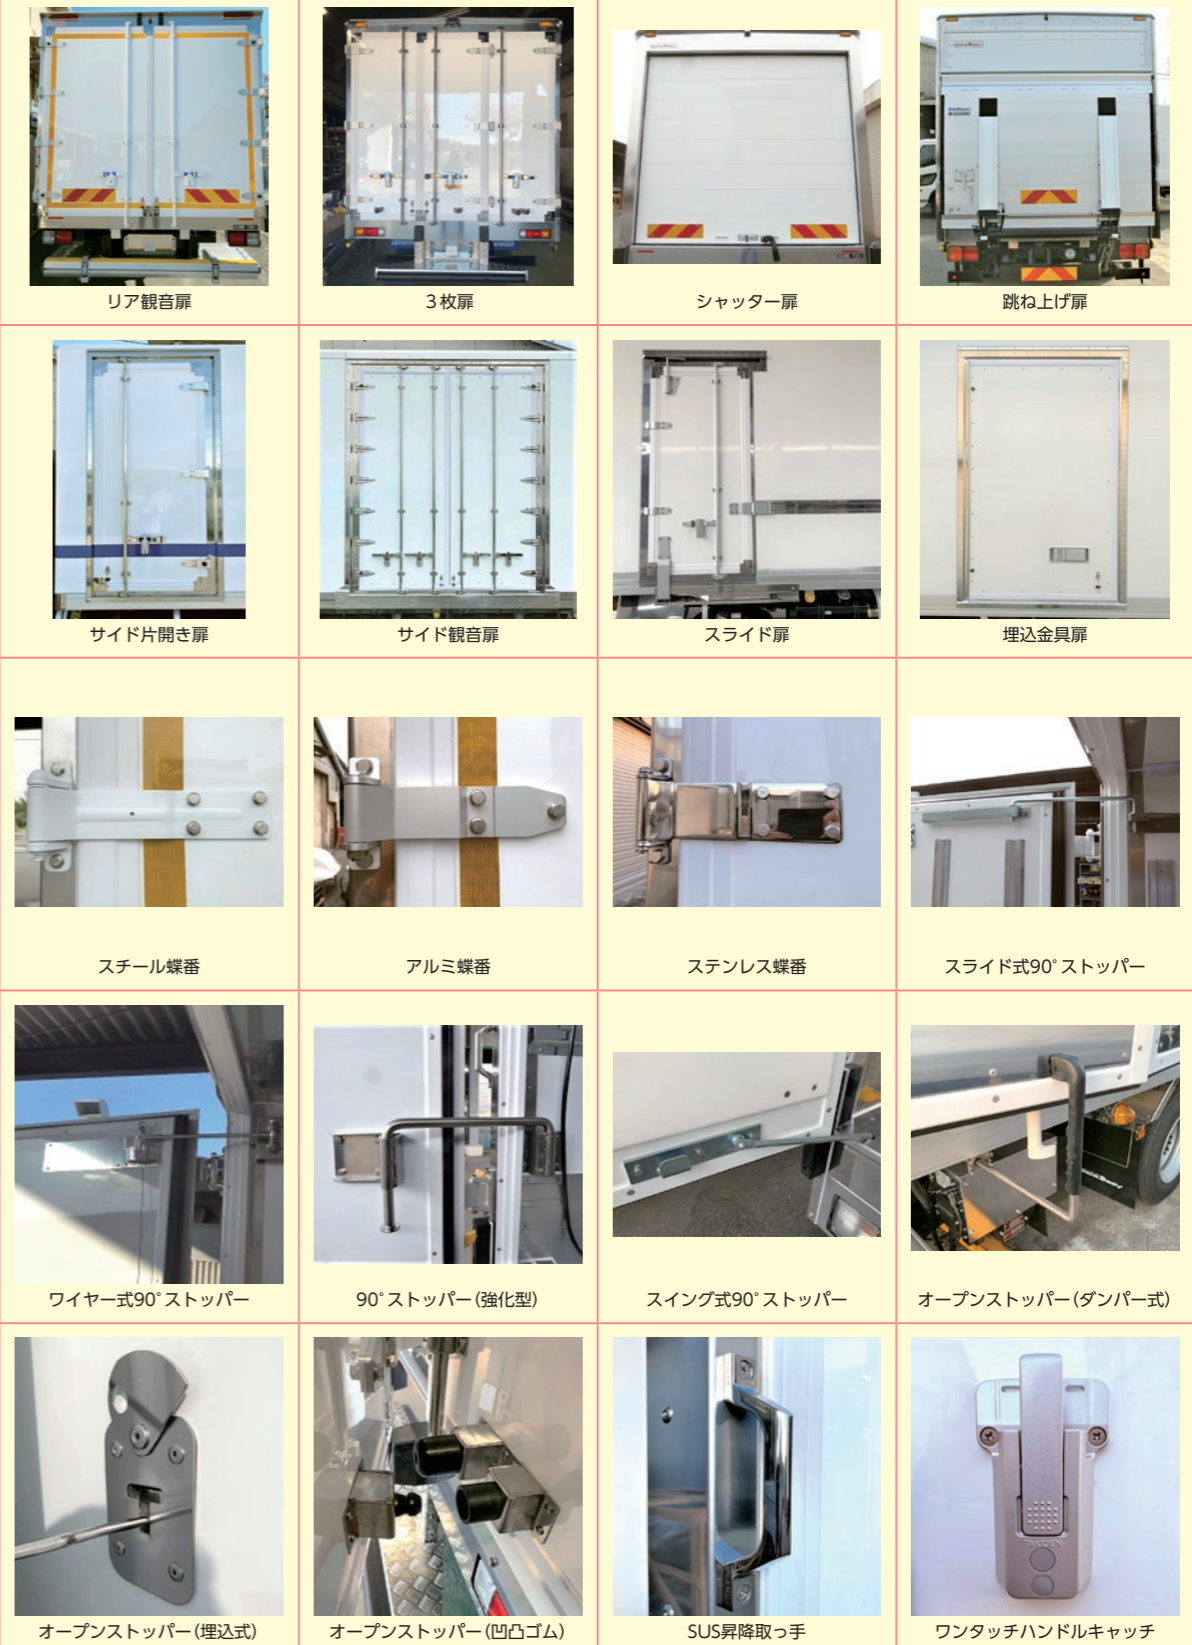 リア観音扉
3枚扉
シャッター扉
跳ね上げ扉
サイド片開き扉
サイド観音扉
スライド扉
埋込金具扉
スチール蝶番
アルミ蝶番
ステンレス蝶番
スライド式90°ストッパー
ワイヤー式90°ストッパー
90°ストッパー(強化型)
スイング式90°ストッパー
オープンストッパー(ダンパー式)
オープンストッパー(埋込式)
オープンストッパー(凹凸ゴム)
SUS昇降取っ手
ワンタッチハンドルキャッチ